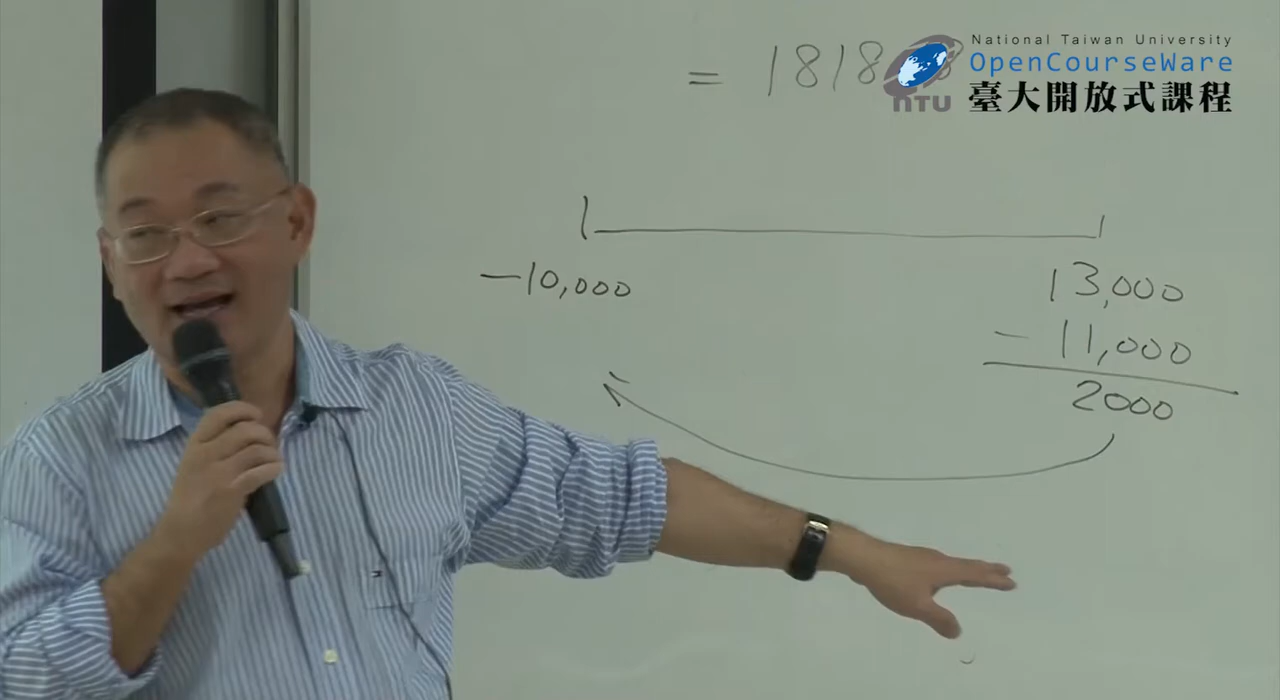 National Taiwan University
OpenCourseWare
臺大開放式課程
NTU
= 1818
-10,000
13,000
- 11,000
2000